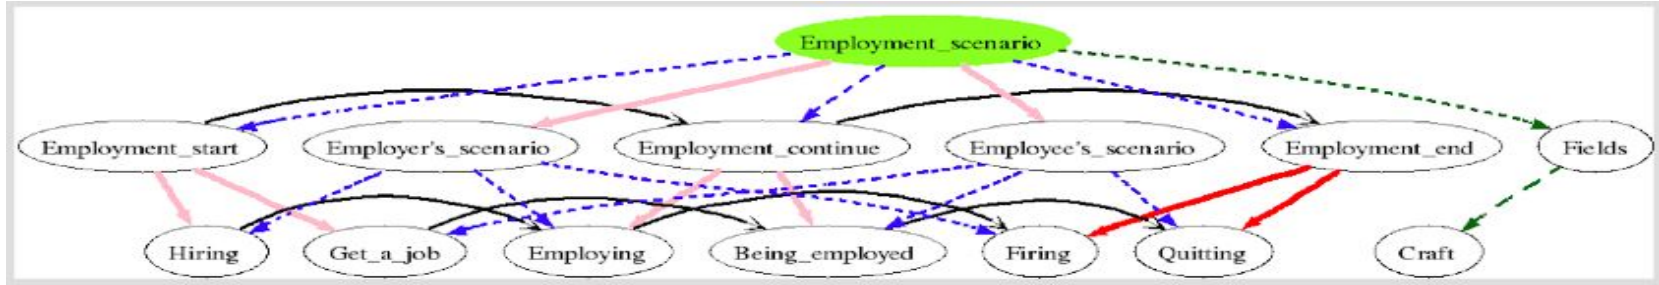 Employment_scenario
Employment_start
Employer's_scenario
Employment_continue
Employee's_scenario
Employment_end
Fields
Hiring
Get_a_job
Employing
Being_employed
Firing
Quitting
Craft